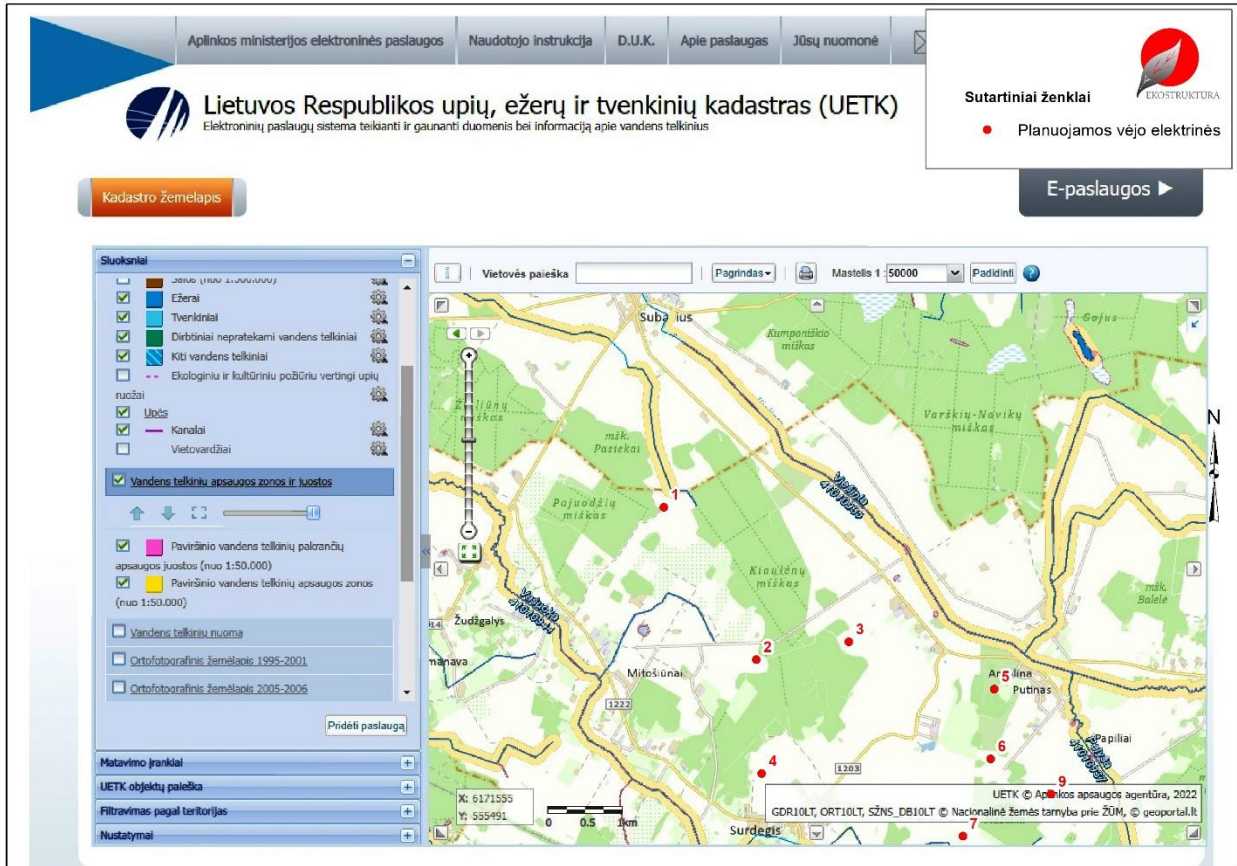 Aplinkos ministerijos elektroninės paslaugos
Naudotojo instrukcija
D.U.K.
Apie paslaugas
Jūsų nuomonė
Sutartiniai ženklai
EKOSTRUKTŪRA
Planuojamos vėjo elektrinės
Lietuvos Respublikos upių, ežerų ir tvenkinių kadastras (UETK)
Elektroninių paslaugų sistema teikianti ir gaunanti duomenis bei informaciją apie vandens telkinius
Kadastro žemėlapis
E-paslaugos
Sluoksniai
Salos (nuo 1:500.000)
Ežerai
Tvenkiniai
Dirbtiniai nepratekami vandens telkiniai
Kiti vandens telkiniai
Ekologiniu ir kultūriniu požiūriu vertingi upių
ruožai
Upės
Kanalai
Vietovardžiai
Vandens telkinių apsaugos zonos ir juostos
Paviršinio vandens telkinių pakrančių
apsaugos juostos (nuo 1:50.000)
Paviršinio vandens telkinių apsaugos zonos
(nuo 1:50.000)
Vandens telkinių nuoma
Ortofotografinis žemėlapis 1995-2001
Ortofotografinis žemėlapis 2005-2006
Pridėti paslaugą
Matavimo įrankiai
UETK objektų paieška
Filtravimas pagal teritorijas
Nustatymai
Vietovės paieška
Pagrindas
Mastelis 1 : 50000
Padidinti
Gojus
Kumponiškio
miškas
Varškių-Navikų
miškas
N
mšk.
Pasiekai
1
Pajuodžių
miškas
Kiaulėnų
miškas
mšk.
Balelė
Žudžgalys
3
2
Mitošiūnai
5
Putinas
1222
6
Papiliai
4
1203
9
X: 6171555
Y: 555491
0 0.5 1km
UETK © Aplinkos apsaugos agentūra, 2022
GDR10LT, ORT10LT, SŽNS_DB10LT © Nacionalinė žemės tarnyba prie ŽŪM, © geoportal.lt
Surdegis
7